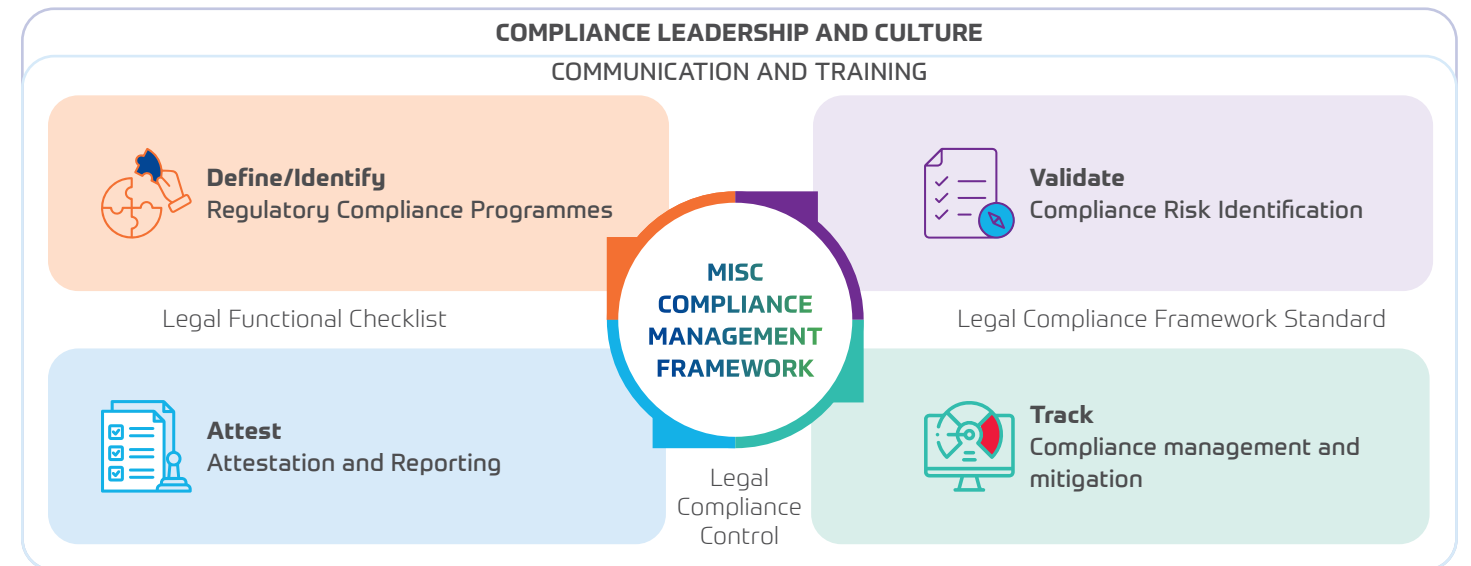 COMPLIANCE LEADERSHIP AND CULTURE
COMMUNICATION AND TRAINING
Define/Identify
Regulatory Compliance Programmes
Validate
Compliance Risk Identification
MISC
COMPLIANCE
MANAGEMENT
FRAMEWORK
Legal Functional Checklist
Legal Compliance Framework Standard
Attest
Attestation and Reporting
Track
Compliance management and
mitigation
Legal
Compliance
Control